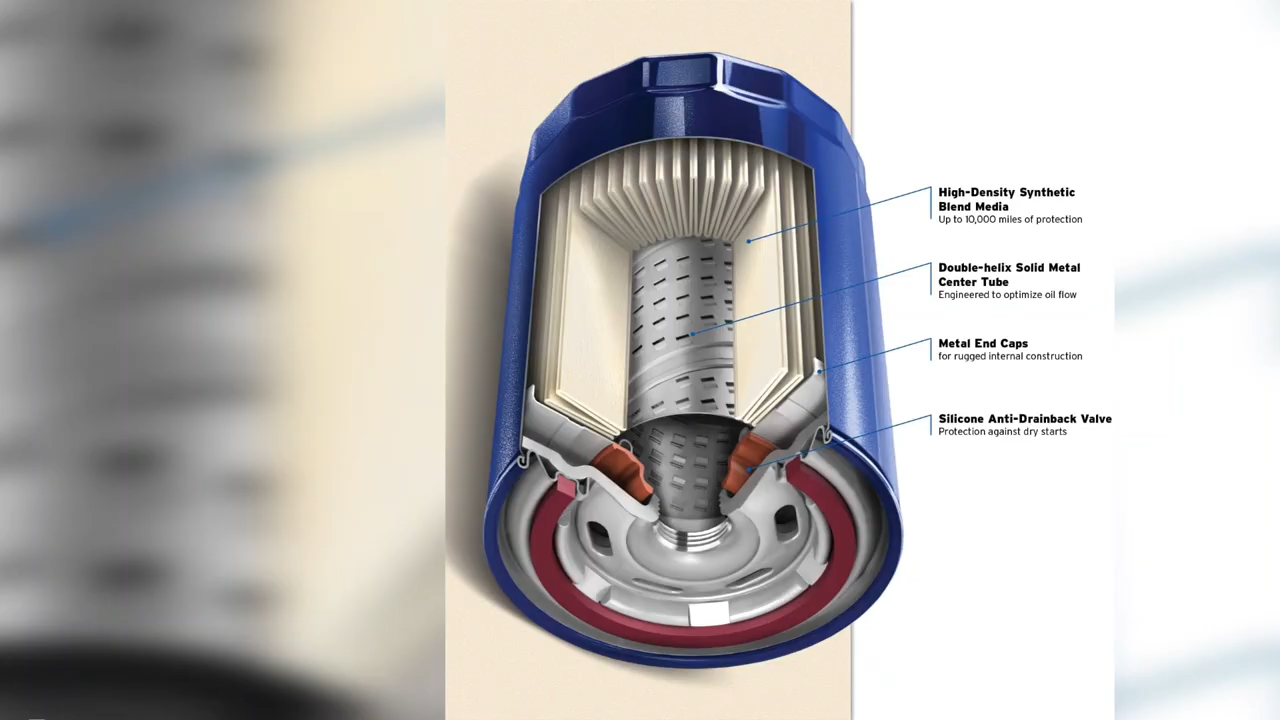 High-Density Synthetic
Blend Media
Up to 10,000 miles of protection
Double-helix Solid Metal
Center Tube
Engineered to optimize oil flow
Metal End Caps
for rugged internal construction
Silicone Anti-Drainback Valve
Protection against dry starts